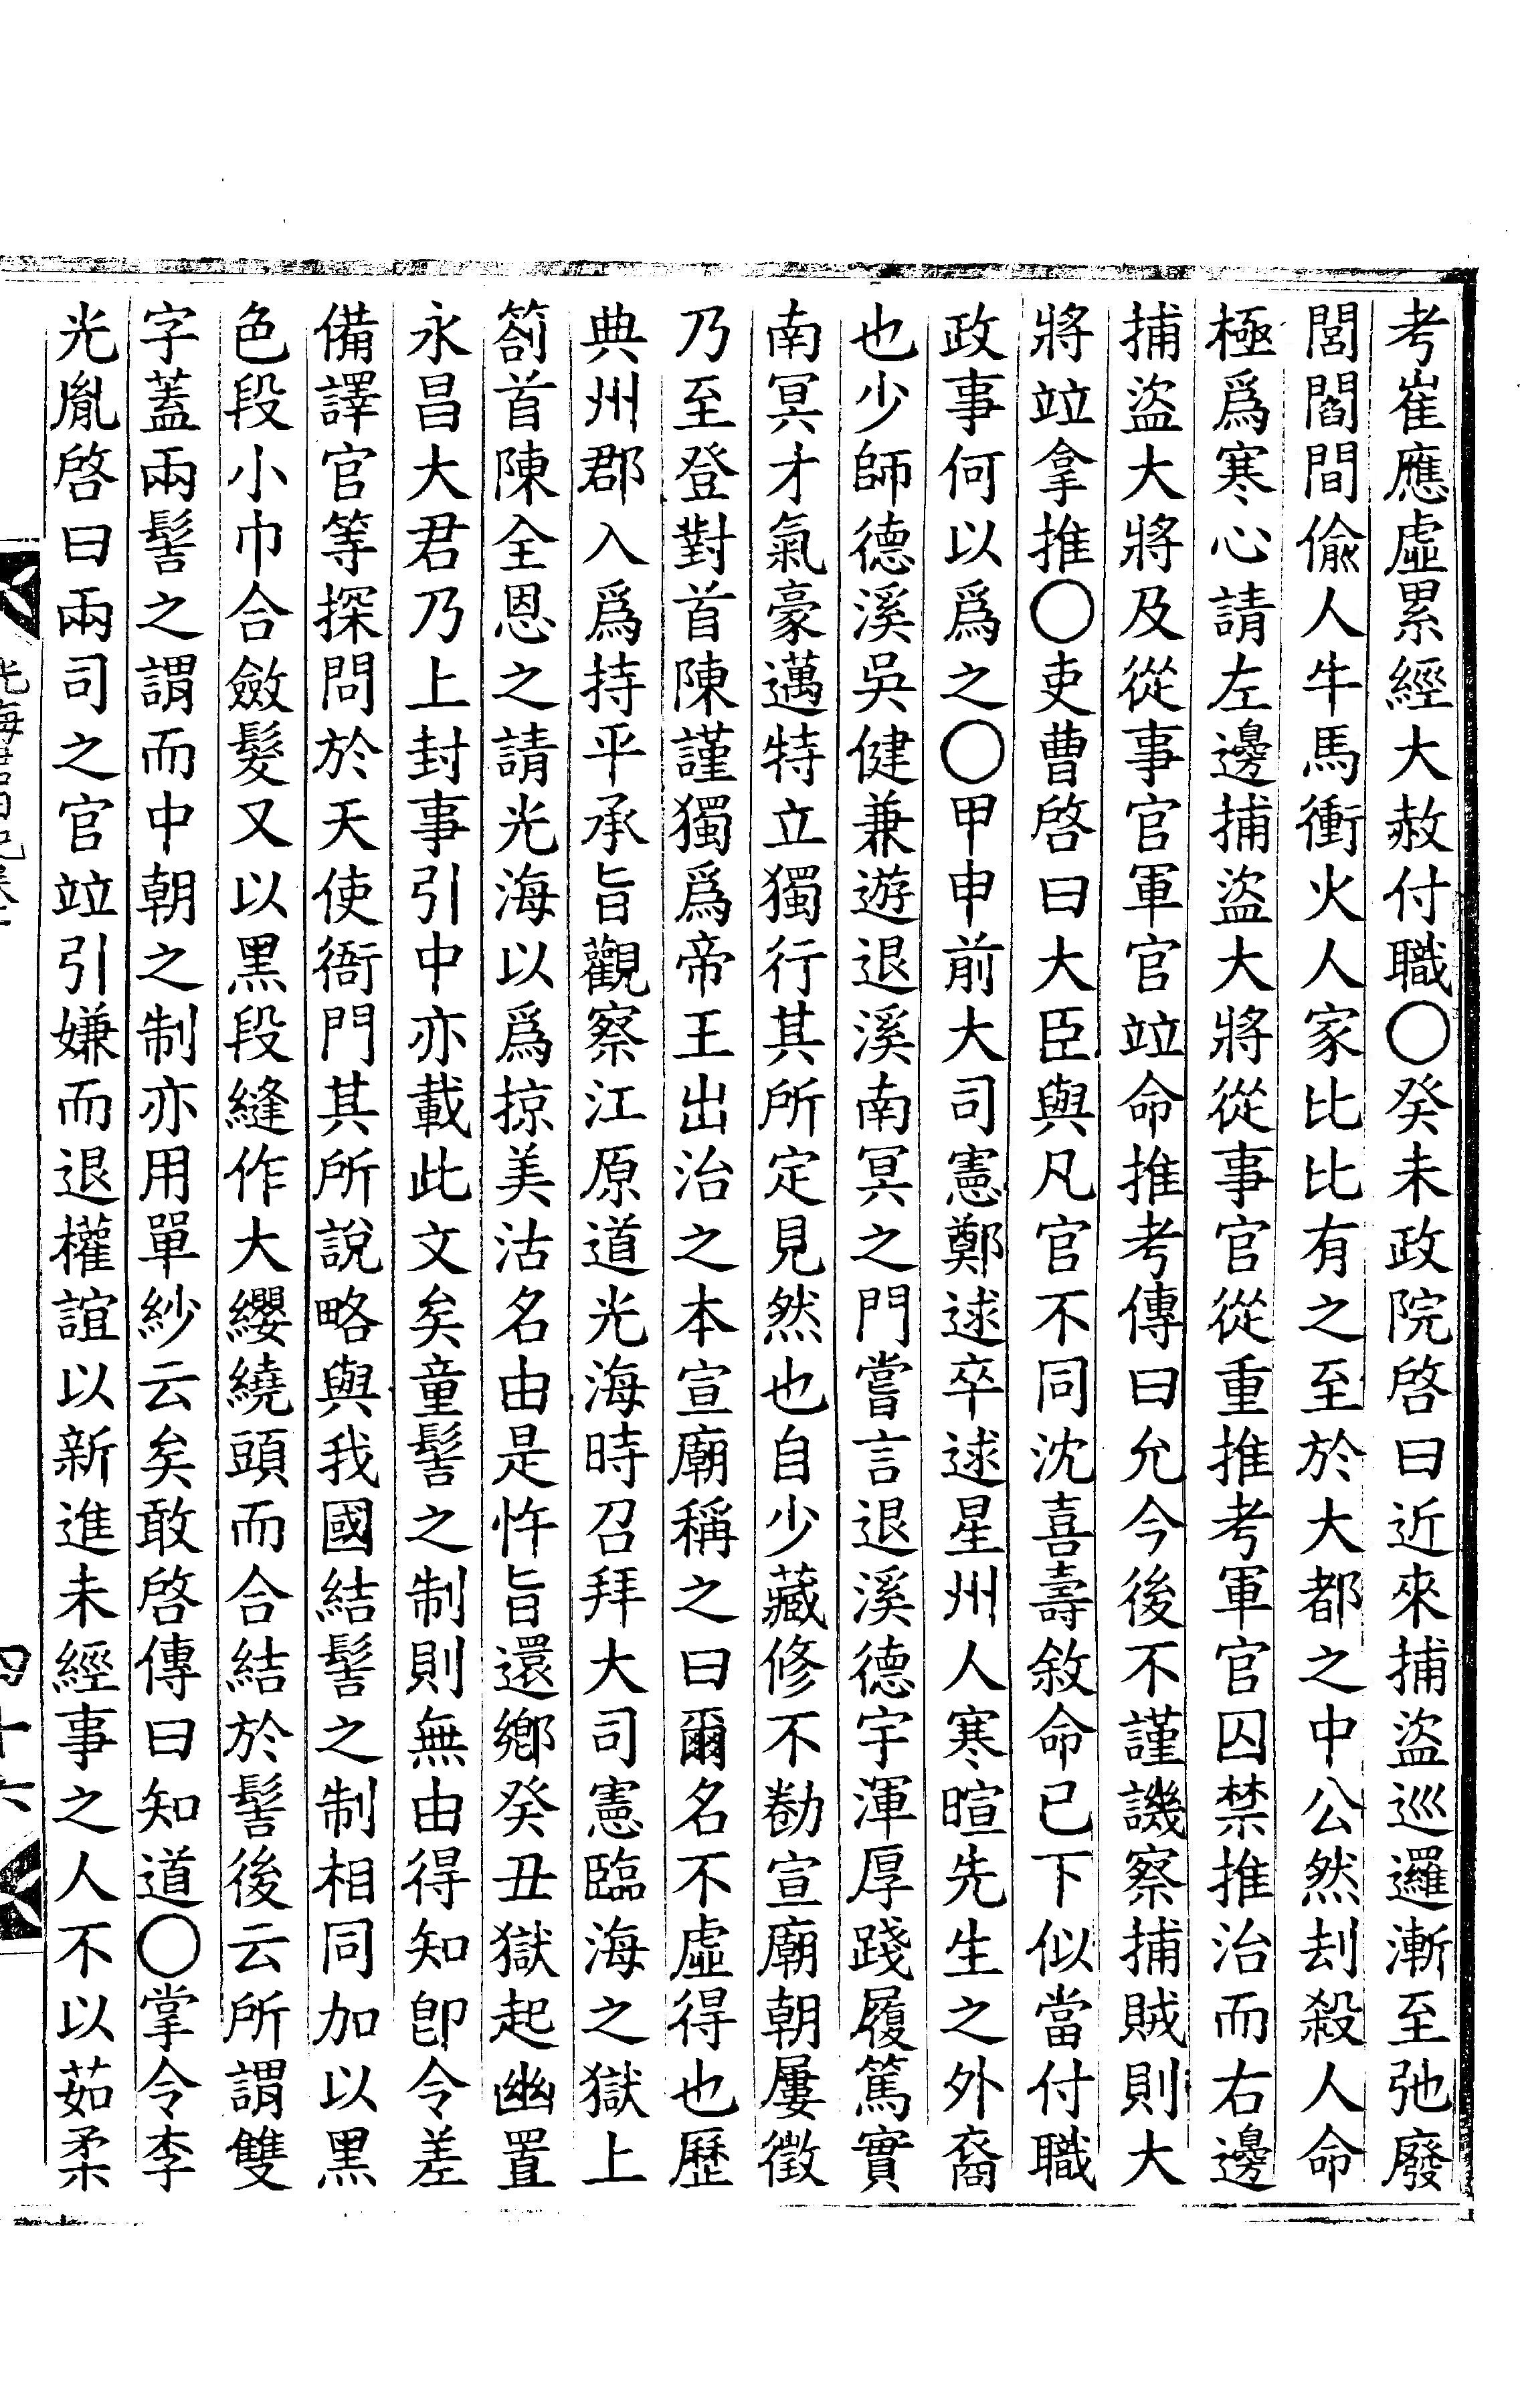 考崔應虛累經大赦付職○癸未政院啓曰近來捕盜巡邏漸至弛廢
閭閻間偸人牛馬衝火人家比比有之至於大都之中公然刦殺人命
極爲寒心請左邊捕盜大將從事官從重推考軍官囚禁推治而右邊
捕盜大將及從事官軍官竝命推考傳曰允今後不謹譏察捕賊則大
將竝拿推○吏曹啓曰大臣與凡官不同沈喜壽敘命已下似當付職
政事何以爲之○甲申前大司憲鄭逑卒逑星州人寒暄先生之外裔
也少師德溪吳健兼遊退溪南冥之門嘗言退溪德宇渾厚踐履篤實
南冥才氣豪邁特立獨行其所定見然也自少藏修不勌宣廟朝屢徵
乃至登對首陳謹獨爲帝王出治之本宣廟稱之曰爾名不虛得也歷
典州郡入爲持平承旨觀察江原道光海時召拜大司憲臨海之獄上
箚首陳全恩之請光海以爲掠美沽名由是忤旨還鄕癸丑獄起幽置
永昌大君乃上封事引中亦載此文矣童髻之制則無由得知卽令差
備譯官等探問於天使衙門其所說略與我國結髻之制相同加以黑
色段小巾合斂髮又以黑段縫作大纓繞頭而合結於髻後云所謂雙
字蓋兩髻之謂而中朝之制亦用單紗云矣敢啓傳曰知道○掌令李
光胤啓曰兩司之官竝引嫌而退權誼以新進未經事之人不以茹柔
光海君日記卷十
四十六